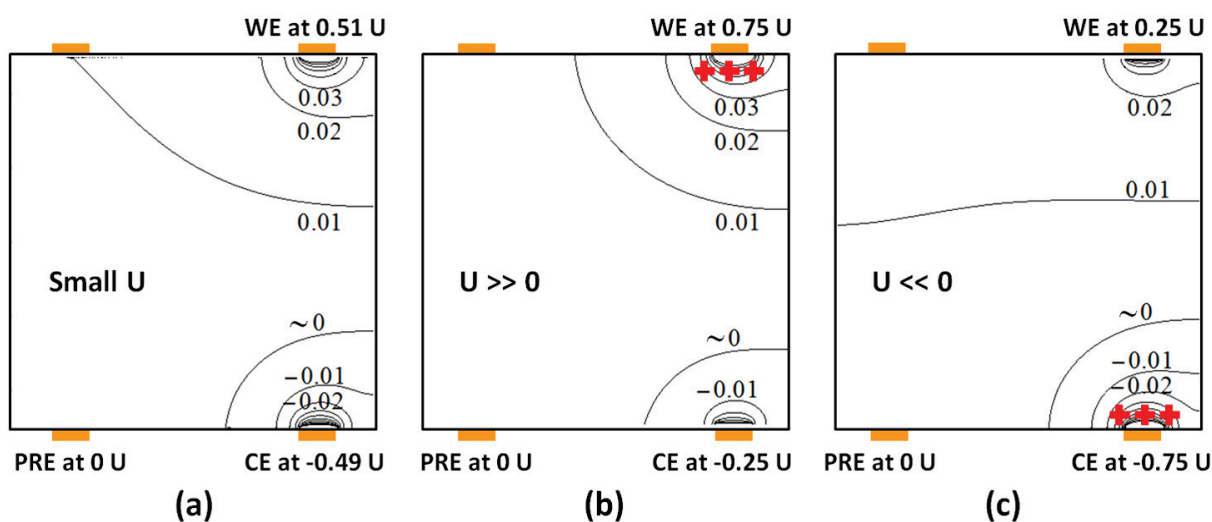 WE at 0.51 U
WE at 0.75 U
WE at 0.25 U
0.03
0.02
0.01
Small U
~0
−0.01
−0.02
PRE at 0 U
CE at -0.49 U
(a)
0.03
0.02
0.01
U >> 0
~0
−0.01
PRE at 0 U
CE at -0.25 U
(b)
0.02
0.01
U << 0
~0
−0.01
−0.02
PRE at 0 U
CE at -0.75 U
(c)